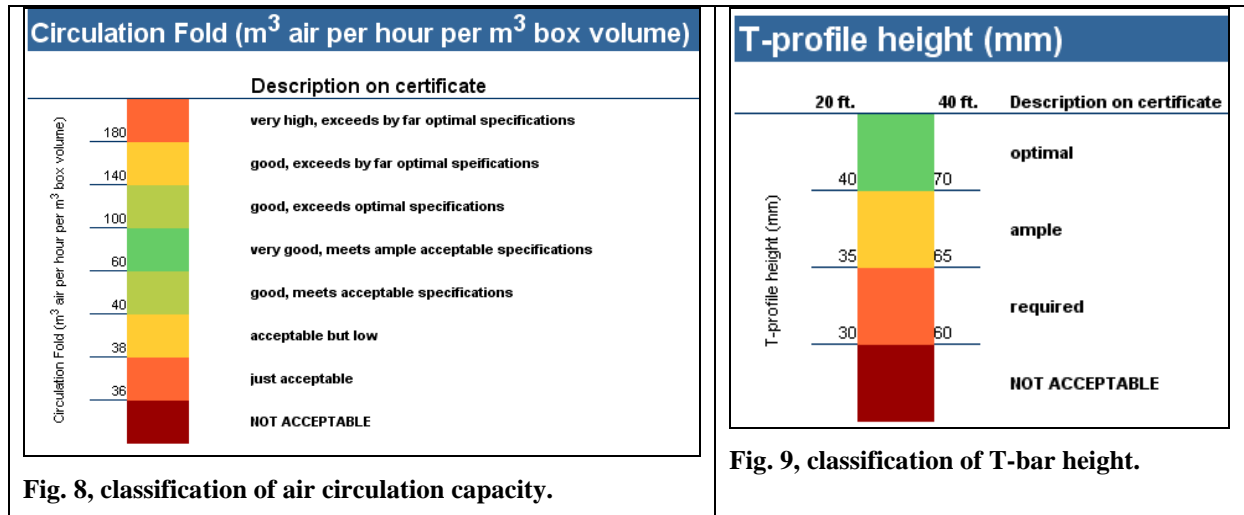 Circulation Fold (m³ air per hour per m³ box volume)
Description on certificate
Circulation Fold (m³ air per hour per m³ box volume)
very high, exceeds by far optimal specifications
180
good, exceeds by far optimal speifications
140
good, exceeds optimal specifications
100
very good, meets ample acceptable specifications
60
good, meets acceptable specifications
40
acceptable but low
38
just acceptable
36
NOT ACCEPTABLE
Fig. 8, classification of air circulation capacity.
T-profile height (mm)
20 ft. 40 ft. Description on certificate
T-profile height (mm)
optimal
40 70
ample
35 65
required
30 60
NOT ACCEPTABLE
Fig. 9, classification of T-bar height.